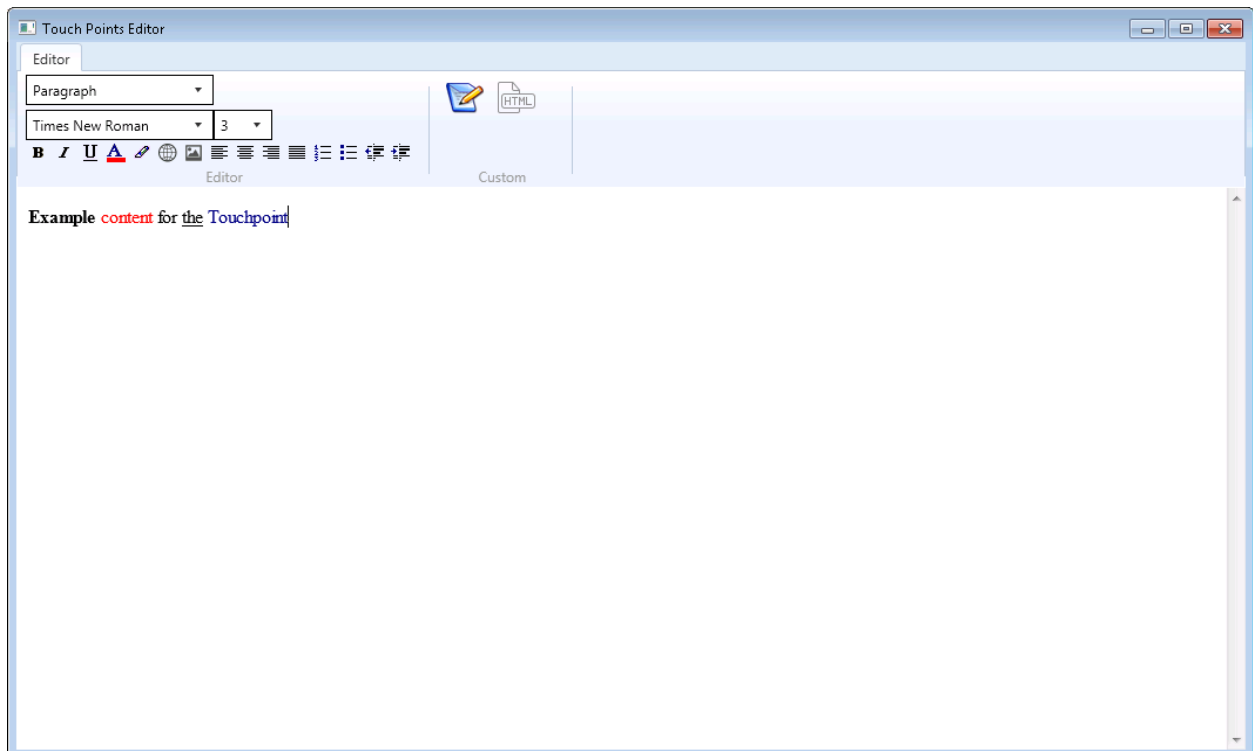 Touch Points Editor
Editor
Paragraph
Times New Roman 3
B I U A
HTML
Editor Custom
Example content for the Touchpoint